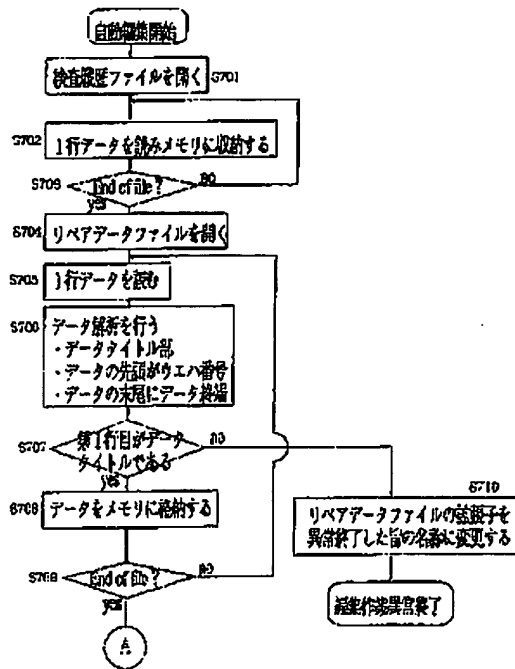 自動編集開始
検査履歴ファイルを開く
S701
S702
1行データを読みメモリに収納する
S703
End of file?
no
yes
S704
リペアデータファイルを開く
S705
1行データを読む
S706
データ解析を行う
・データタイトル部
・データの先頭がウエハ番号
・データの末尾にデータ終端
S707
第1行目がデータ
タイトルである
no
yes
S708
データをメモリに格納する
S709
End of file?
no
yes
A
S710
リペアデータファイルの拡張子を
異常終了した旨の名称に変更する
編集作業異常終了